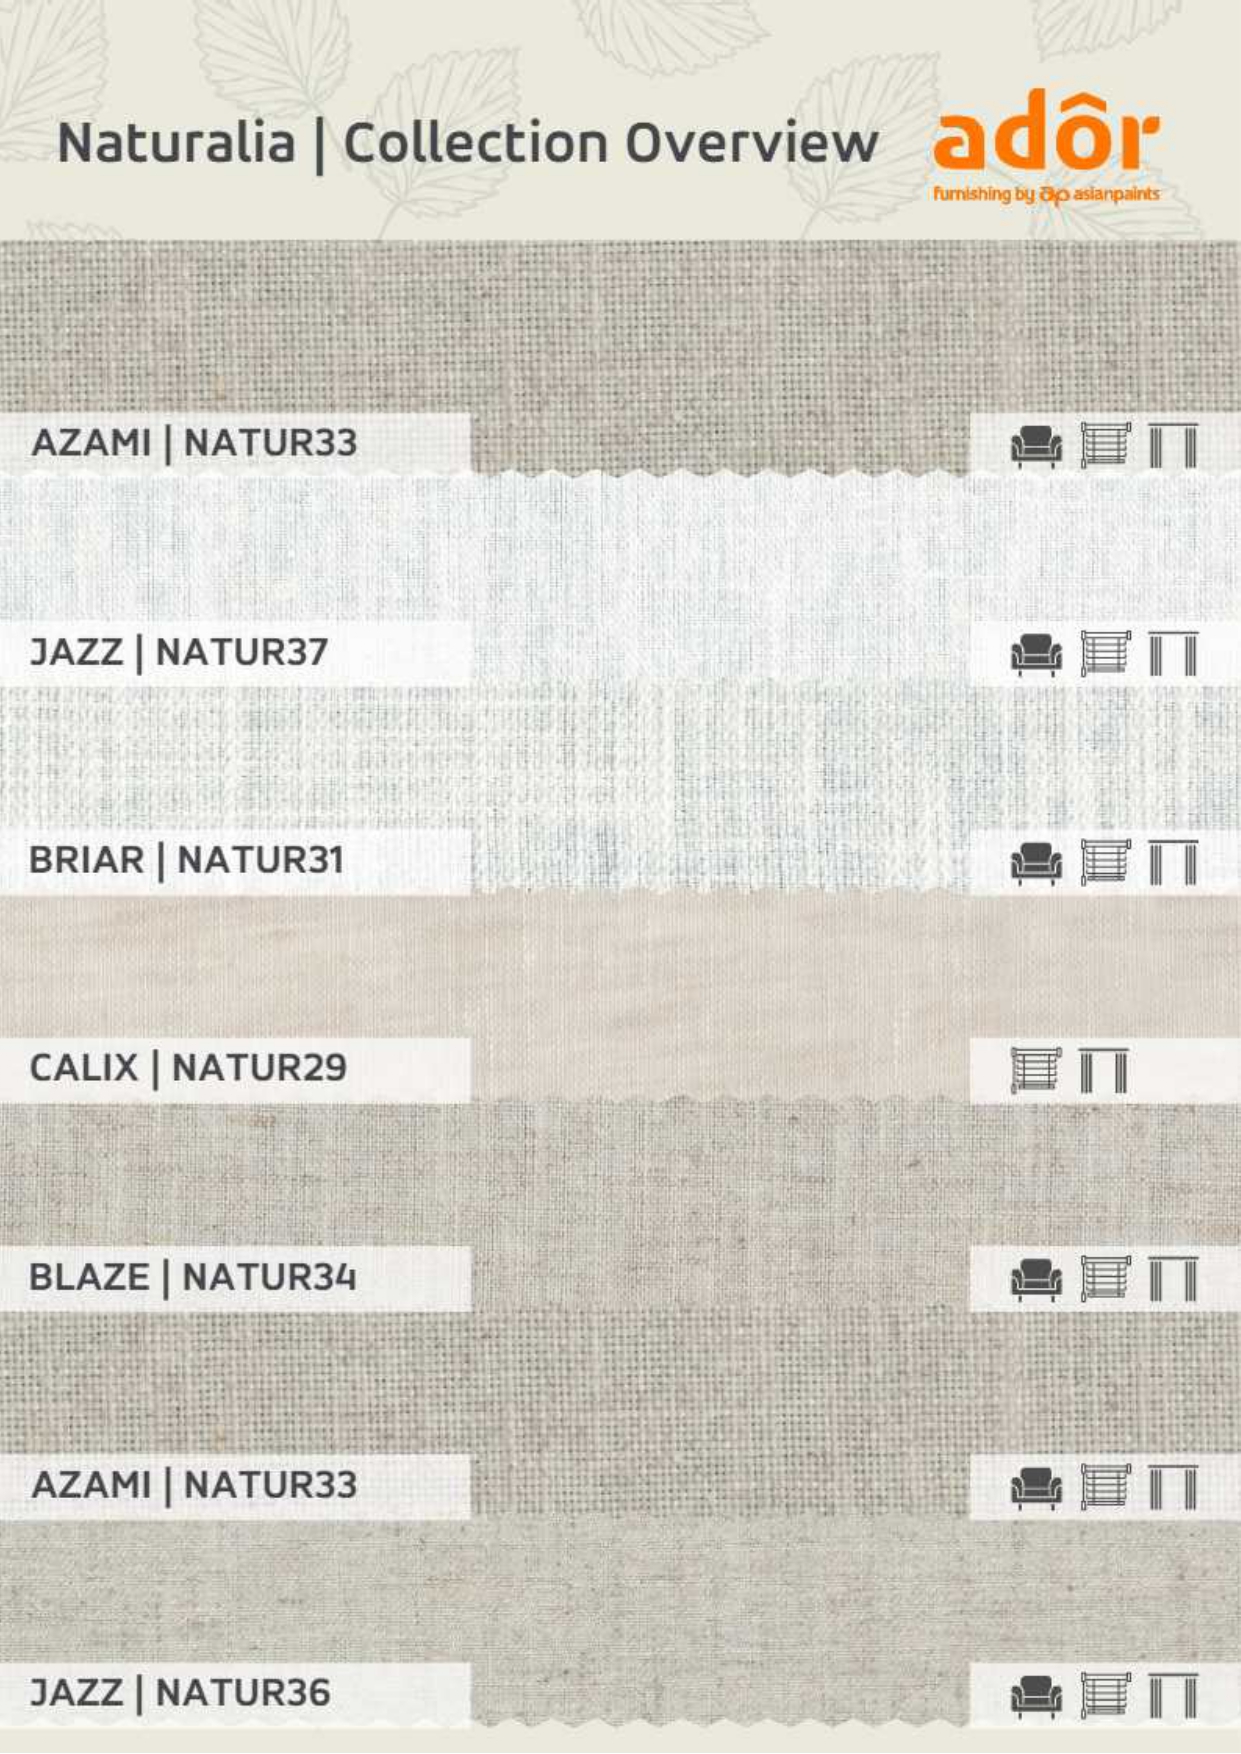 Naturalia | Collection Overview
adôr
furnishing by ap asianpaints
AZAMI | NATUR33
JAZZ | NATUR37
BRIAR | NATUR31
CALIX | NATUR29
BLAZE | NATUR34
AZAMI | NATUR33
JAZZ | NATUR36